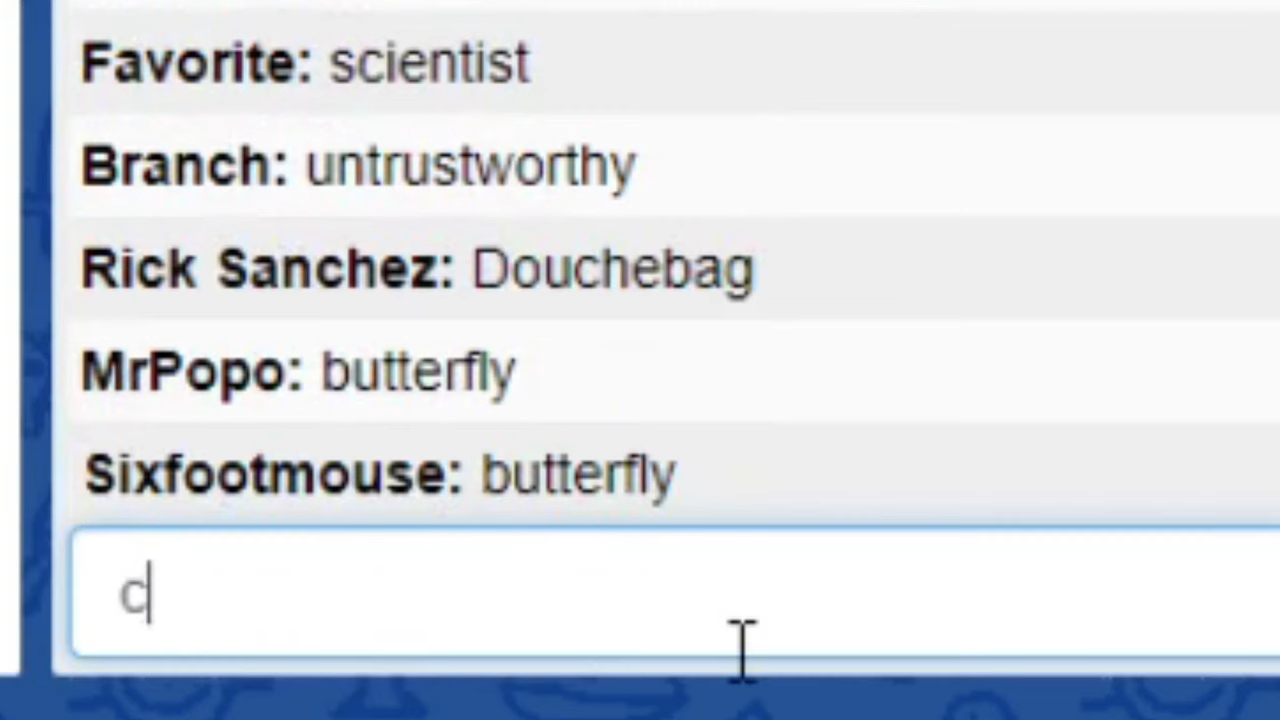 Favorite: scientist
Branch: untrustworthy
Rick Sanchez: Douchebag
MrPopo: butterfly
Sixfootmouse: butterfly
c